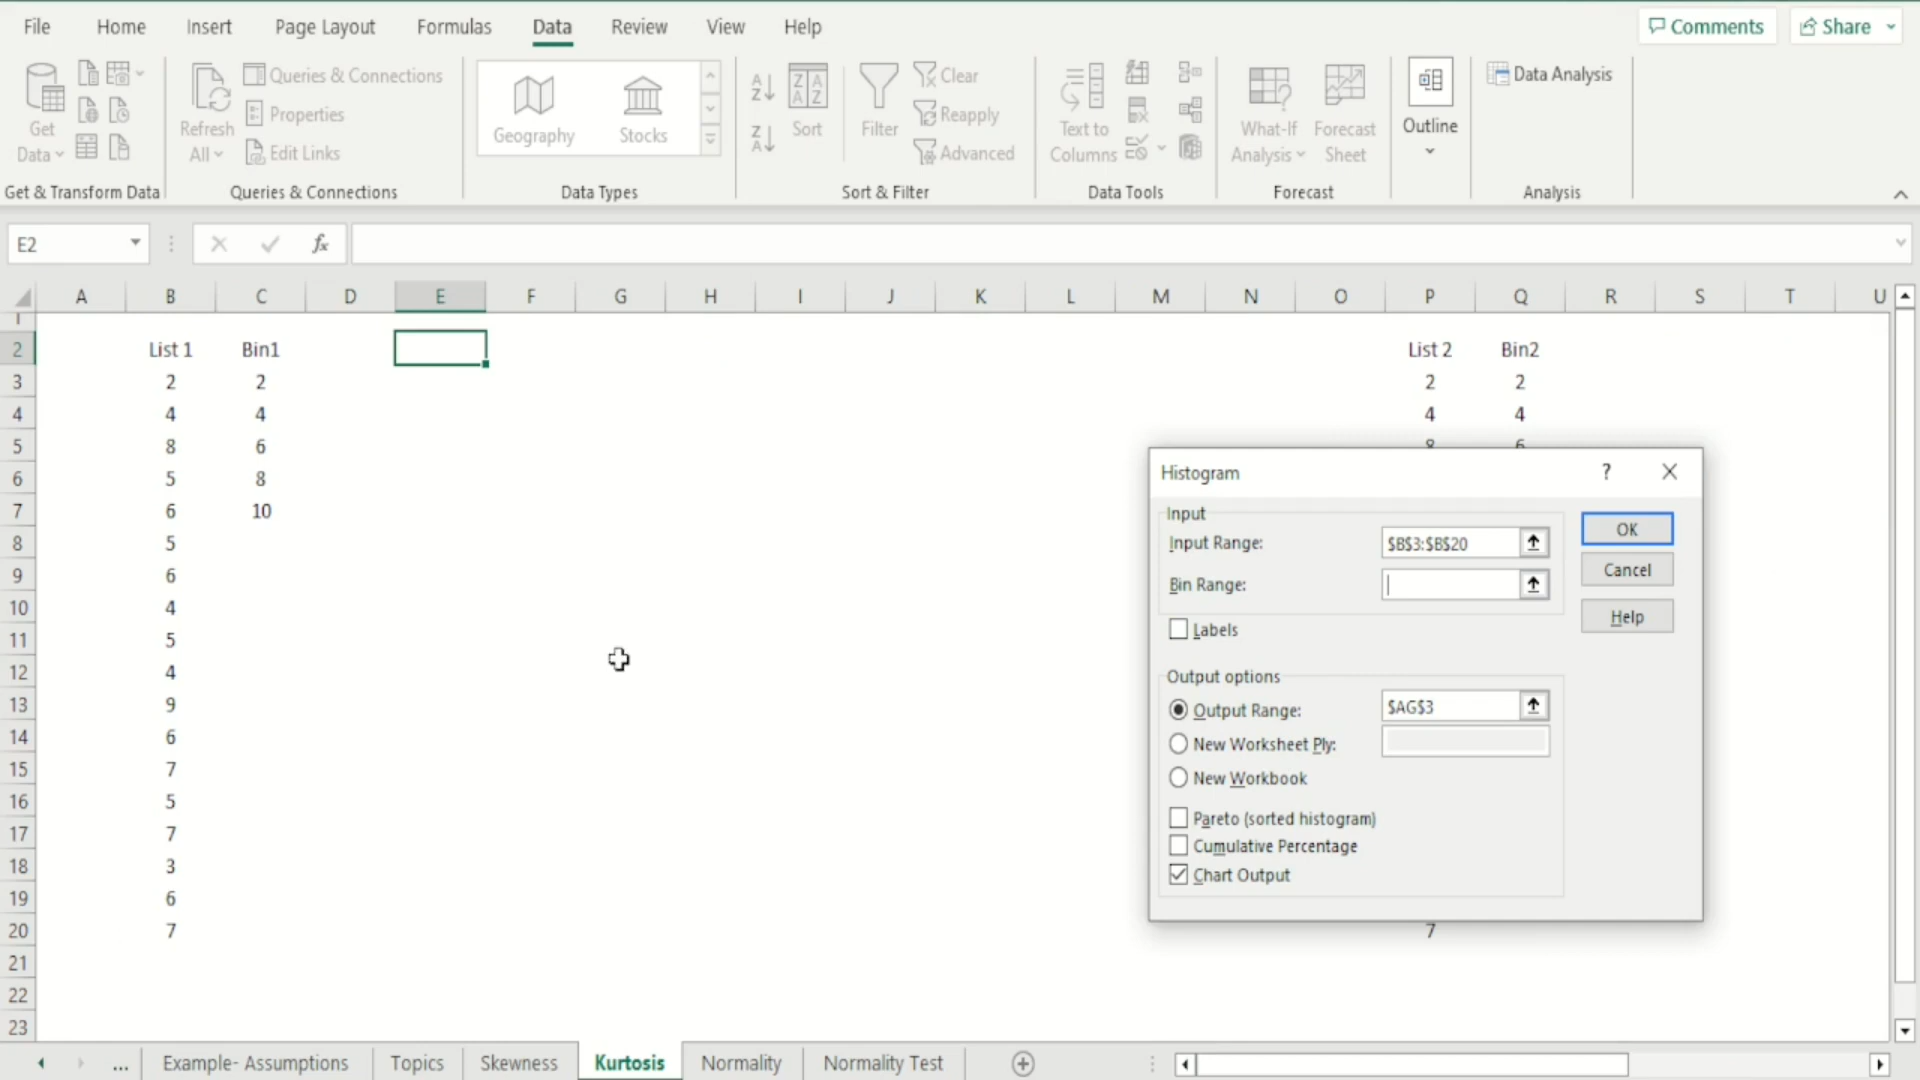 File Home Insert Page Layout Formulas Data Review View Help Comments Share
Get Data
Refresh All
Queries & Connections
Properties
Edit Links
Geography Stocks
Sort
Filter
Clear
Reapply
Advanced
Text to Columns
What-If Analysis
Forecast Sheet
Outline
Data Analysis
Get & Transform Data Queries & Connections Data Types Sort & Filter Data Tools Forecast Analysis
E2 fx
A B C D E F G H I J K L M N O P Q R S T U
1
2 List 1 Bin1 List 2 Bin2
3 2 2 2 2
4 4 4 4 4
5 8 6 8 6
6 5 8
7 6 10
8 5
9 6
10 4
11 5
12 4
13 9
14 6
15 7
16 5
17 7
18 3
19 6
20 7 7
21
22
23
Histogram ?
Input
Input Range: $B$3:$B$20
Bin Range:
Labels
OK
Cancel
Help
Output options
Output Range: $AG$3
New Worksheet Ply:
New Workbook
Pareto (sorted histogram)
Cumulative Percentage
Chart Output
... Example- Assumptions Topics Skewness Kurtosis Normality Normality Test